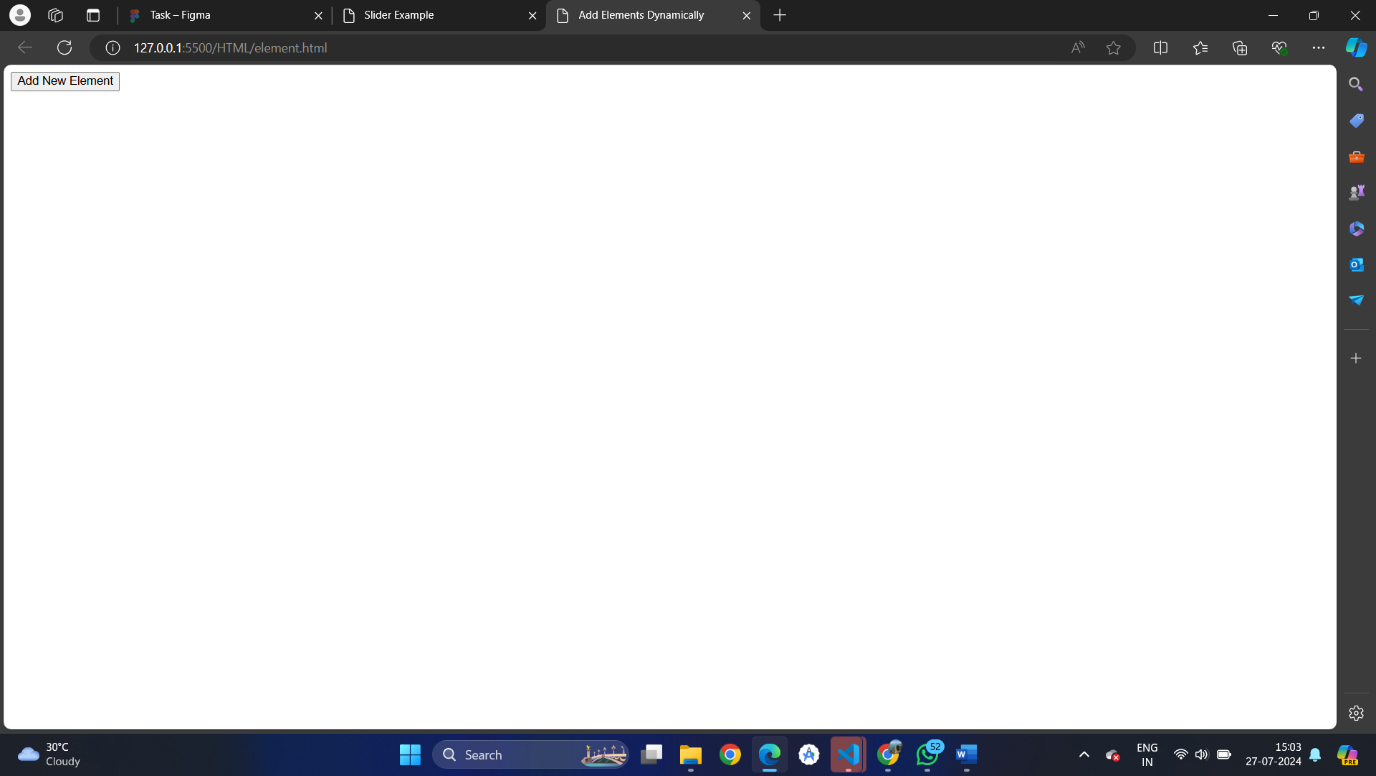 Task – Figma
Slider Example
Add Elements Dynamically
127.0.0.1:5500/HTML/element.html
Add New Element
30°C
Cloudy
Search
52
ENG
IN
15:03
27-07-2024
PRE